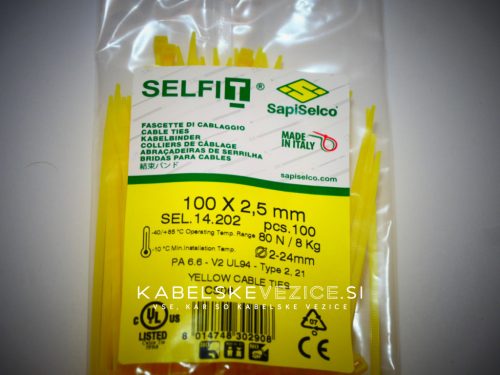 SELFIT®
SapiSelco®
FASCETTE DI CABLAGGIO
CABLE TIES
KABELBINDER
COLLIERS DE CÂBLAGE
ABRAÇADEIRAS DE SERRILHA
BRIDAS PARA CABLES
結束バンド
MADE IN ITALY
sapiselco.com
100 X 2,5 mm
SEL.14.202
pcs.100
-40/+85 °C Operating Temp. Range
80 N / 8 Kg
-10 °C Min.Installation Temp.
Ø 2-24mm
PA 6.6 - V2 UL94 - Type 2, 21
YELLOW CABLE TIES
KABELSKEVEZICE.SI
VSE, KAR SO KABELSKE VEZICE
C UL US
LISTED
8 014748 302908
07
CE